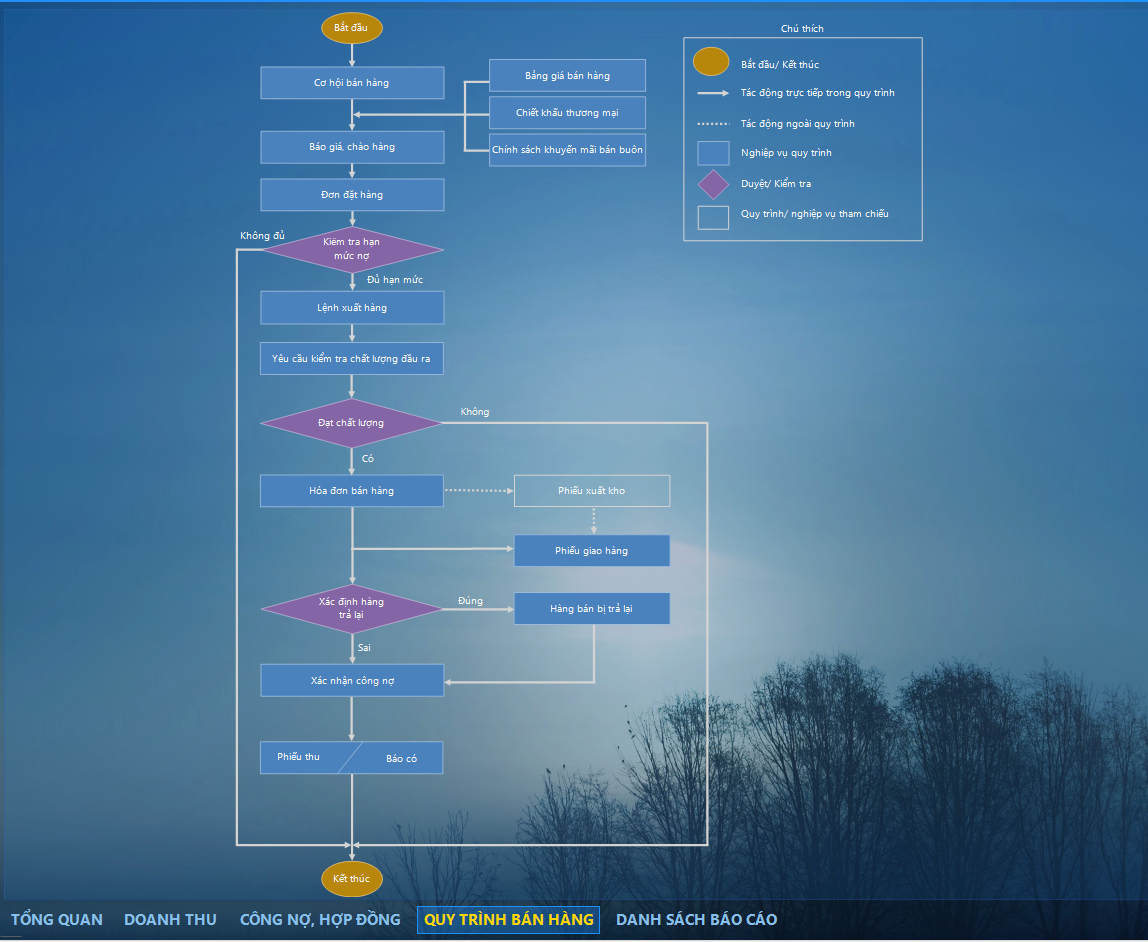 Bắt đầu
Chú thích
Cơ hội bán hàng
Bảng giá bán hàng
Chiết khấu thương mại
Chính sách khuyến mãi bán buôn
Bắt đầu/ Kết thúc
Tác động trực tiếp trong quy trình
Tác động ngoài quy trình
Nghiệp vụ quy trình
Duyệt/ Kiểm tra
Quy trình/ nghiệp vụ tham chiếu
Báo giá, chào hàng
Đơn đặt hàng
Không đủ
Kiểm tra hạn
mức nợ
Đủ hạn mức
Lệnh xuất hàng
Yêu cầu kiểm tra chất lượng đầu ra
Đạt chất lượng
Không
Có
Hóa đơn bán hàng
Phiếu xuất kho
Phiếu giao hàng
Xác định hàng
trả lại
Đúng
Hàng bán bị trả lại
Sai
Xác nhận công nợ
Phiếu thu
Báo có
Kết thúc
TỔNG QUAN DOANH THU CÔNG NỢ, HỢP ĐỒNG QUY TRÌNH BÁN HÀNG DANH SÁCH BÁO CÁO